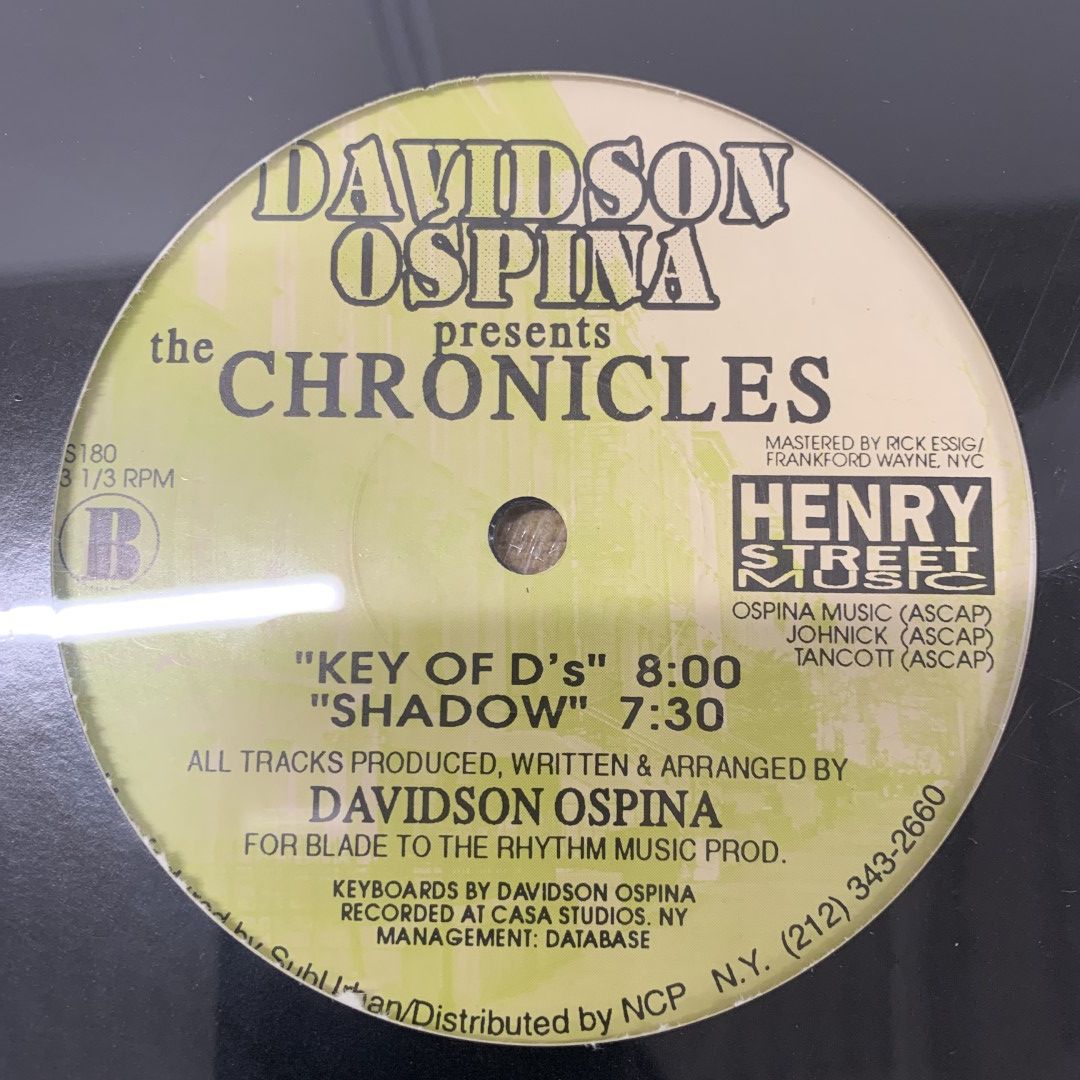 DAVIDSON
OSPINA
presents
the CHRONICLES
S180
3 1/3 RPM
B
MASTERED BY RICK ESSIG/
FRANKFORD WAYNE, NYC
HENRY
STREET
MUSIC
OSPINA MUSIC (ASCAP)
JOHNICK (ASCAP)
TANCOTT (ASCAP)
"KEY OF D's" 8:00
"SHADOW" 7:30
ALL TRACKS PRODUCED, WRITTEN & ARRANGED BY
DAVIDSON OSPINA
FOR BLADE TO THE RHYTHM MUSIC PROD.
KEYBOARDS BY DAVIDSON OSPINA
RECORDED AT CASA STUDIOS. NY
MANAGEMENT: DATABASE
by SubUrban/Distributed by NCP N.Y. (212) 343-2660